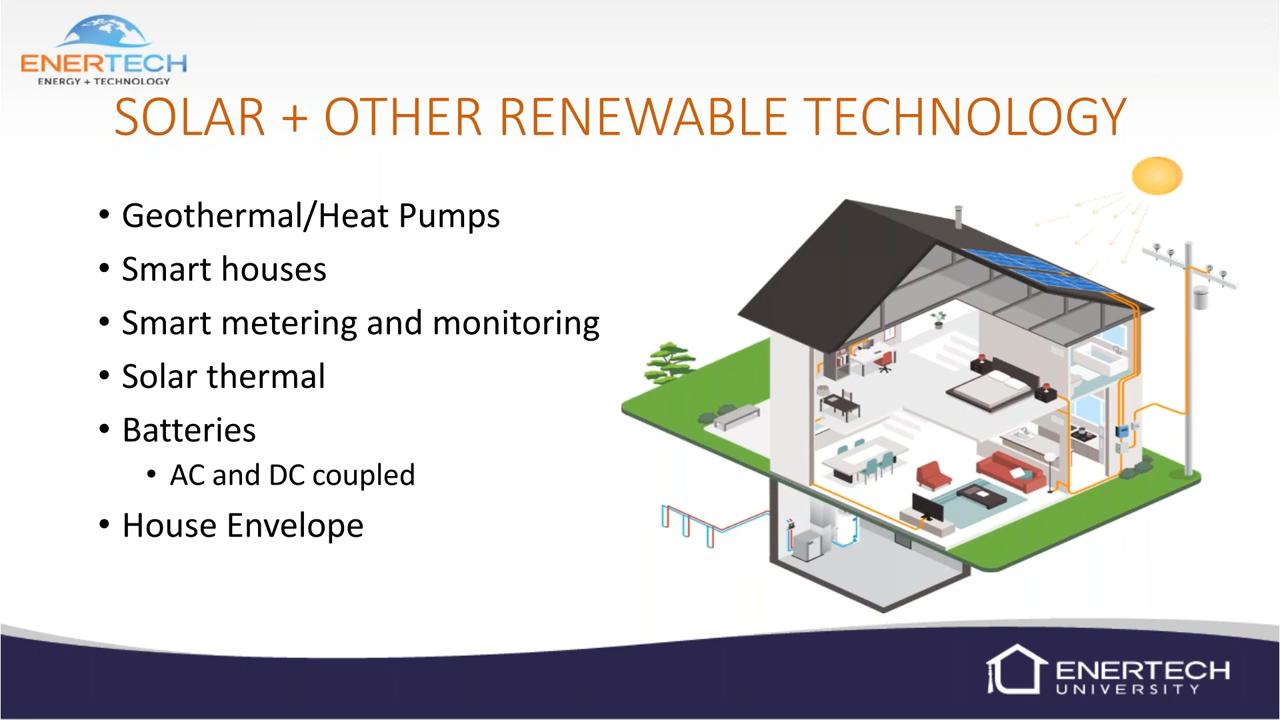 ENERTECH
ENERGY + TECHNOLOGY
SOLAR + OTHER RENEWABLE TECHNOLOGY
• Geothermal/Heat Pumps
• Smart houses
• Smart metering and monitoring
• Solar thermal
• Batteries
• AC and DC coupled
• House Envelope
ENERTECH
UNIVERSITY